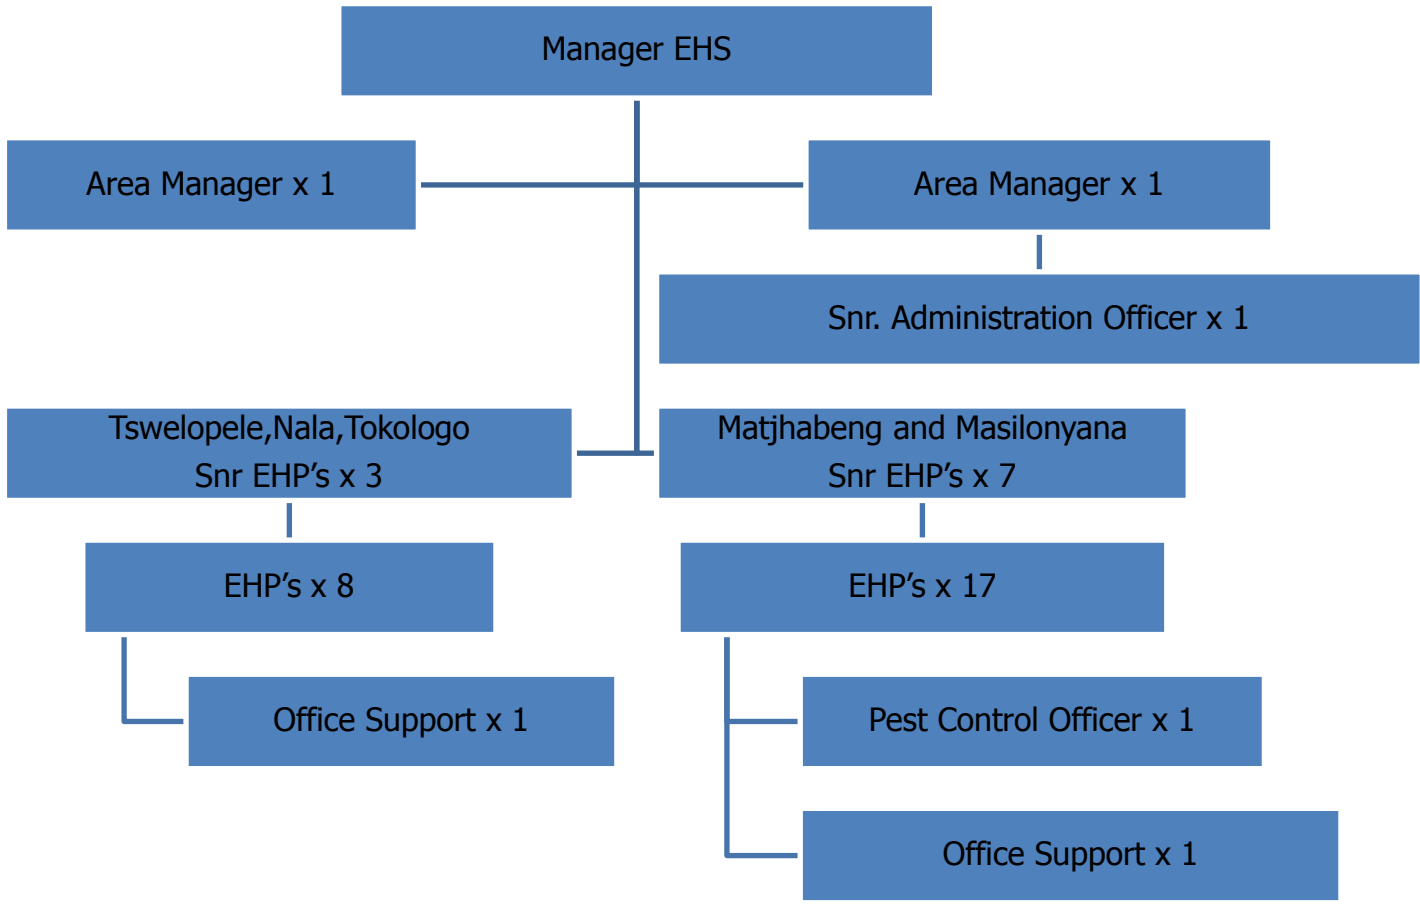 Manager EHS
Area Manager x 1
Area Manager x 1
Snr. Administration Officer x 1
Tswelopele,Nala,Tokologo
Snr EHP’s x 3
Matjhabeng and Masilonyana
Snr EHP’s x 7
EHP’s x 8
EHP’s x 17
Office Support x 1
Pest Control Officer x 1
Office Support x 1